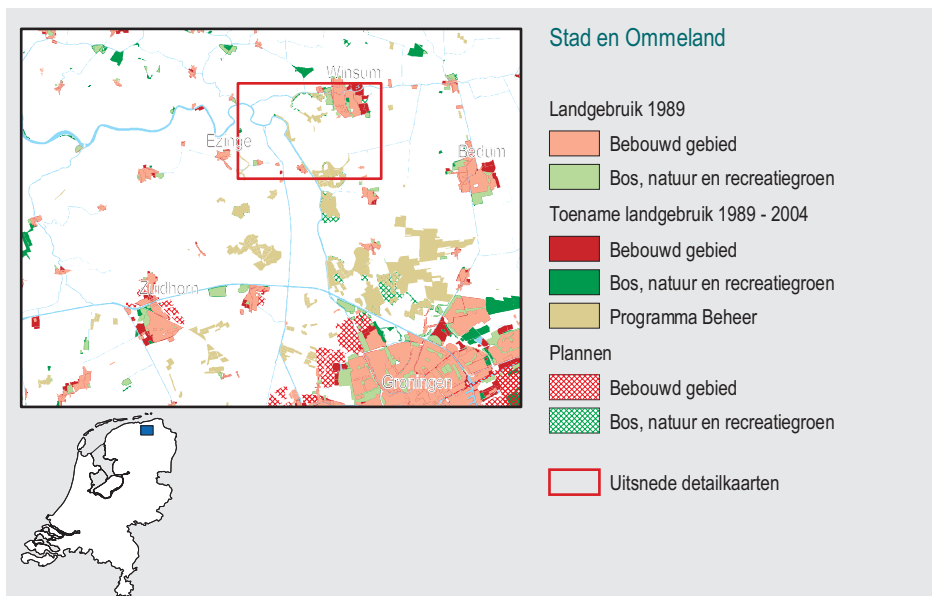 Stad en Ommeland
Winsum
Ezinge
Bedum
Zuidhorn
Groningen
Landgebruik 1989
Bebouwd gebied
Bos, natuur en recreatiegroen
Toename landgebruik 1989 - 2004
Bebouwd gebied
Bos, natuur en recreatiegroen
Programma Beheer
Plannen
Bebouwd gebied
Bos, natuur en recreatiegroen
Uitsnede detailkaarten